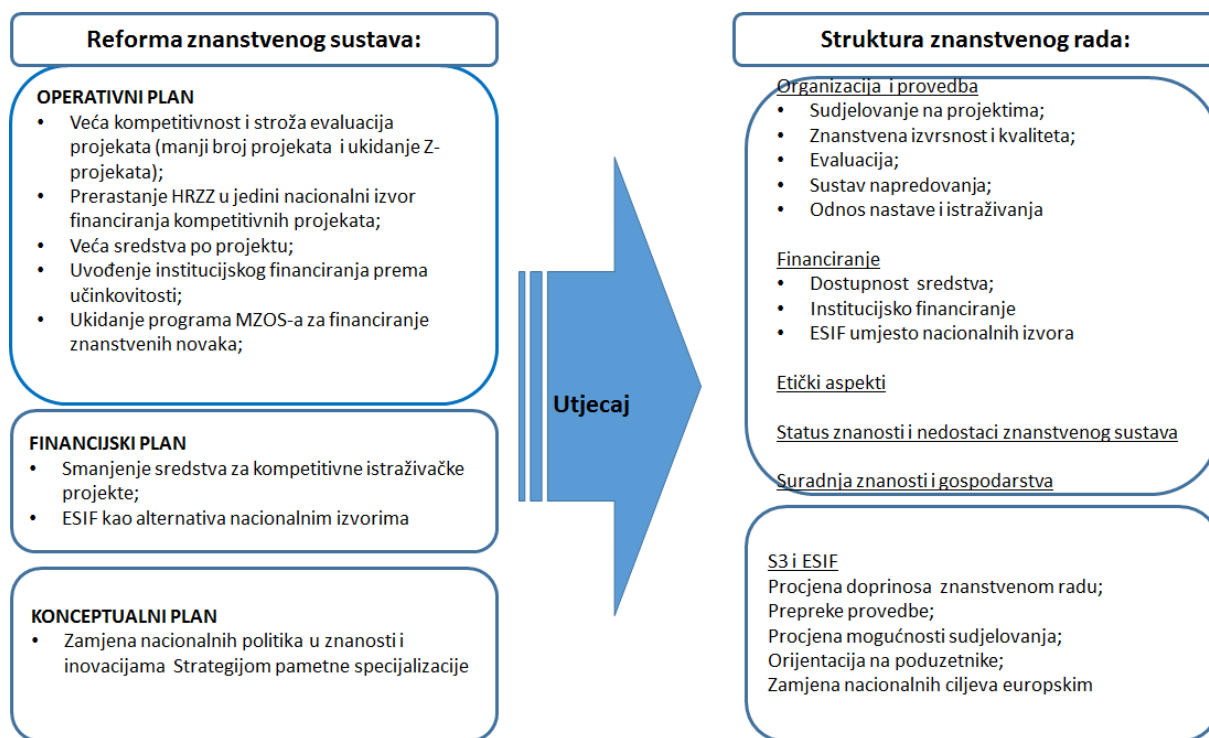 Reforma znanstvenog sustava:
OPERATIVNI PLAN
• Veća kompetitivnost i stroža evaluacija
projekata (manji broj projekata i ukidanje Z-
projekata);
• Prerastanje HRZZ u jedini nacionalni izvor
financiranja kompetitivnih projekata;
• Veća sredstva po projektu;
• Uvođenje institucijskog financiranja prema
učinkovitosti;
• Ukidanje programa MZOS-a za financiranje
znanstvenih novaka;
FINANCIJSKI PLAN
• Smanjenje sredstva za kompetitivne istraživačke
projekte;
• ESIF kao alternativa nacionalnim izvorima
KONCEPTUALNI PLAN
• Zamjena nacionalnih politika u znanosti i
inovacijama Strategijom pametne specijalizacije
Utjecaj
Struktura znanstvenog rada:
Organizacija i provedba
• Sudjelovanje na projektima;
• Znanstvena izvrsnost i kvaliteta;
• Evaluacija;
• Sustav napredovanja;
• Odnos nastave i istraživanja
Financiranje
• Dostupnost sredstva;
• Institucijsko financiranje
• ESIF umjesto nacionalnih izvora
Etički aspekti
Status znanosti i nedostaci znanstvenog sustava
Suradnja znanosti i gospodarstva
S3 i ESIF
Procjena doprinosa znanstvenom radu;
Prepreke provedbe;
Procjena mogućnosti sudjelovanja;
Orijentacija na poduzetnike;
Zamjena nacionalnih ciljeva europskim